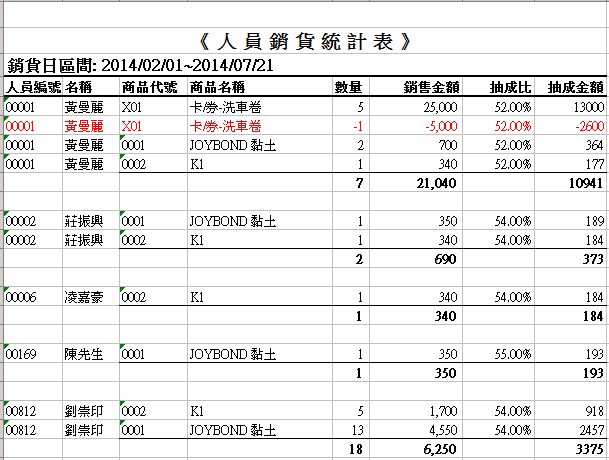 《人員銷貨統計表》
銷貨日區間: 2014/02/01~2014/07/21
人員編號 名稱 商品代號 商品名稱 數量 銷售金額 抽成比 抽成金額
00001 黃曼麗 X01 卡/劵-洗車卷 5 25,000 52.00% 13000
00001 黃曼麗 X01 卡/劵-洗車卷 -1 -5,000 52.00% -2600
00001 黃曼麗 0001 JOYBOND 黏土 2 700 52.00% 364
00001 黃曼麗 0002 K1 1 340 52.00% 177
7 21,040 10941
00002 莊振興 0001 JOYBOND 黏土 1 350 54.00% 189
00002 莊振興 0002 K1 1 340 54.00% 184
2 690 373
00006 凌嘉豪 0002 K1 1 340 54.00% 184
1 340 184
00169 陳先生 0001 JOYBOND 黏土 1 350 55.00% 193
1 350 193
00812 劉崇印 0002 K1 5 1,700 54.00% 918
00812 劉崇印 0001 JOYBOND 黏土 13 4,550 54.00% 2457
18 6,250 3375